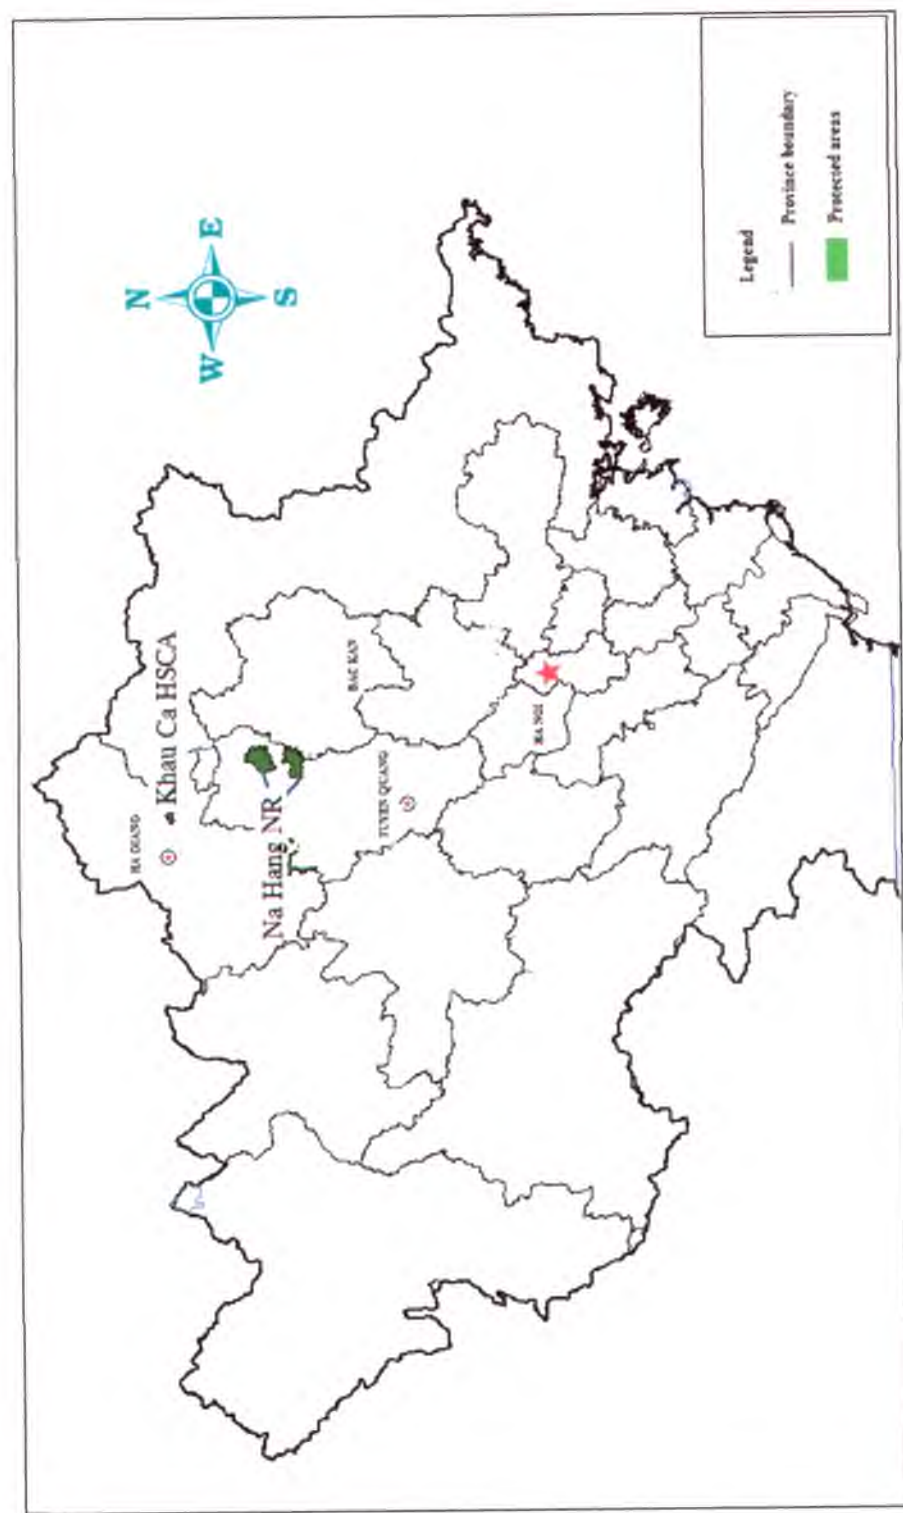 N
W
E
S
HA GIANG
Khau Ca HSCA
Na Hang NR
BAC KAN
TUYEN QUANG
HA NOI
Legend
Province boundary
Protected areas